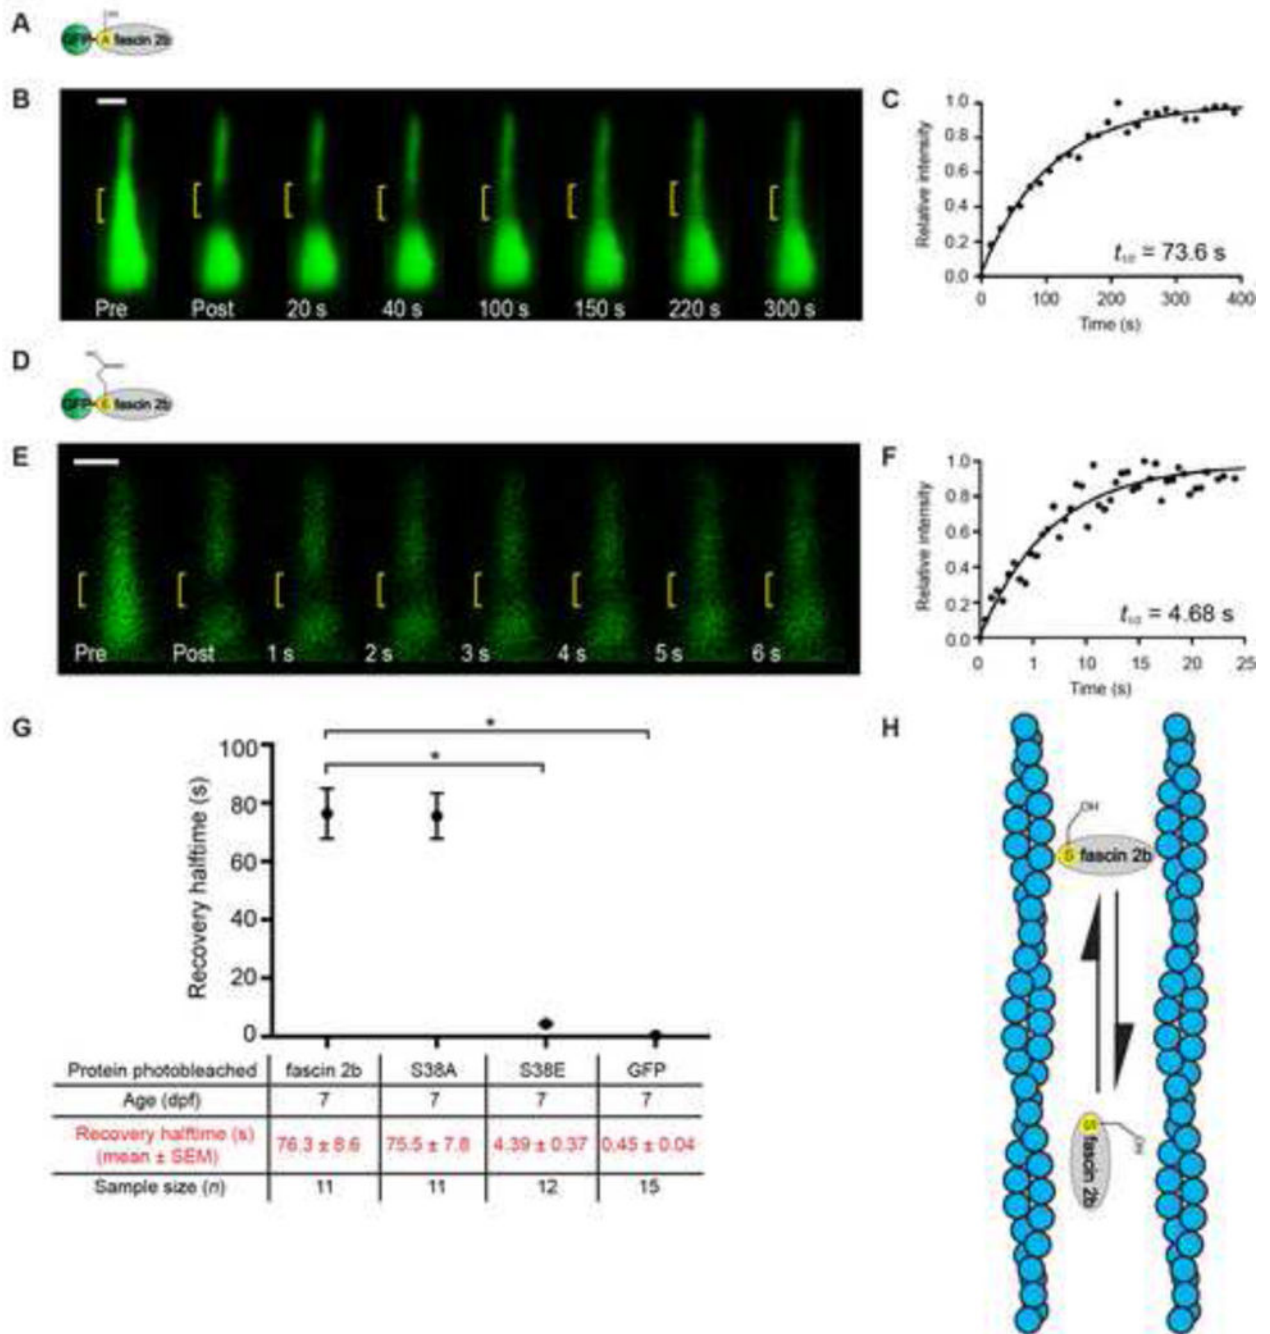 A
OH
GFP A fascin 2b
B
Pre Post 20 s 40 s 100 s 150 s 220 s 300 s
C
Relative intensity
1.0
0.8
0.6
0.4
0.2
0.0
t1/2 = 73.6 s
0 100 200 300 400
Time (s)
D
GFP E fascin 2b
E
Pre Post 1 s 2 s 3 s 4 s 5 s 6 s
F
Relative intensity
1.0
0.8
0.6
0.4
0.2
0.0
t1/2 = 4.68 s
0 1 10 15 20 25
Time (s)
G
* 
*
Recovery halftime (s)
100
80
60
40
20
0
Protein photobleached fascin 2b S38A S38E GFP
Age (dpf) 7 7 7 7
Recovery halftime (s)
(mean ± SEM) 76.3 ± 8.6 75.5 ± 7.8 4.39 ± 0.37 0.45 ± 0.04
Sample size (n) 11 11 12 15
H
OH
S fascin 2b
S fascin 2b
OH